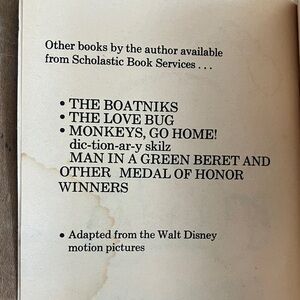 Other books by the author available
from Scholastic Book Services . . .
• THE BOATNIKS
• THE LOVE BUG
• MONKEYS, GO HOME!
dic-tion-ar-y skilz
MAN IN A GREEN BERET AND
OTHER MEDAL OF HONOR
WINNERS
• Adapted from the Walt Disney
motion pictures